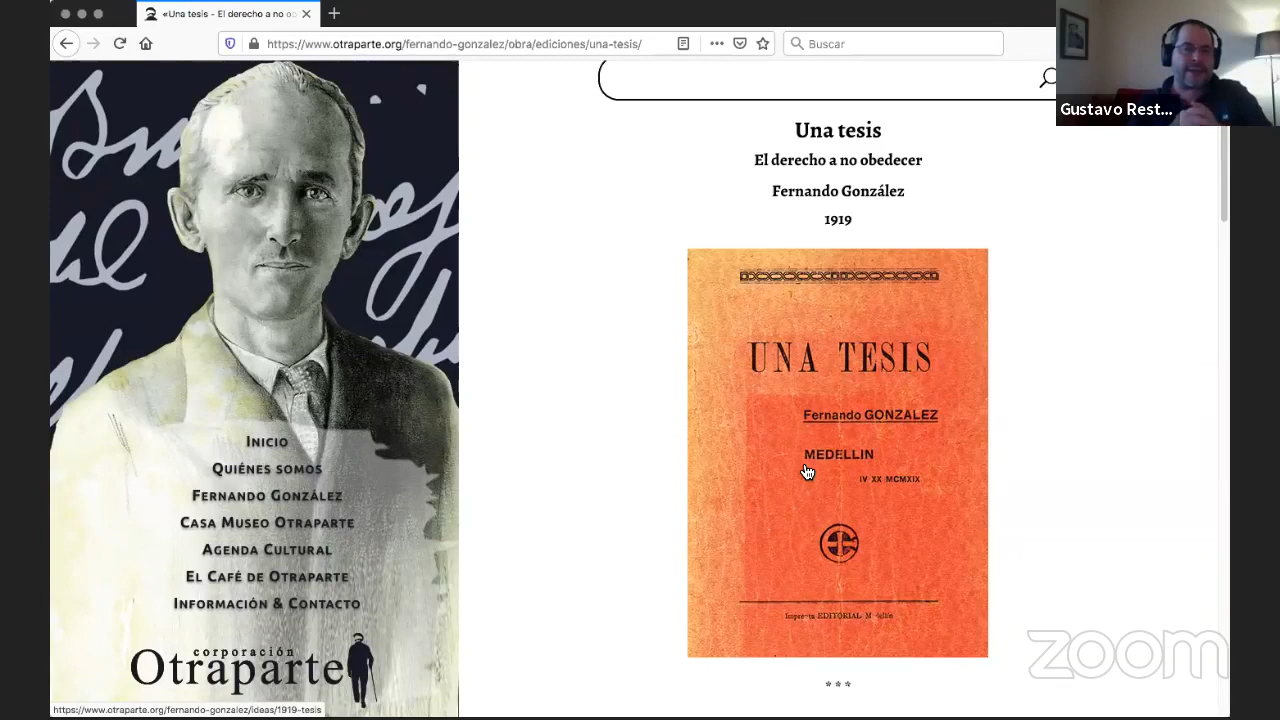 «Una tesis - El derecho a no o
https://www.otraparte.org/fernando-gonzalez/obra/ediciones/una-tesis/
Buscar
Gustavo Rest...
Una tesis
El derecho a no obedecer
Fernando González
1919
UNA TESIS
Fernando GONZALEZ
MEDELLIN
IV XX MCMXIX
Imprenta EDITORIAL
* * *
INICIO
QUIÉNES SOMOS
FERNANDO GONZÁLEZ
CASA MUSEO OTRAPARTE
AGENDA CULTURAL
EL CAFÉ DE OTRAPARTE
INFORMACIÓN & CONTACTO
corporación
Otraparte
https://www.otraparte.org/fernando-gonzalez/ideas/1919-tesis
zoom